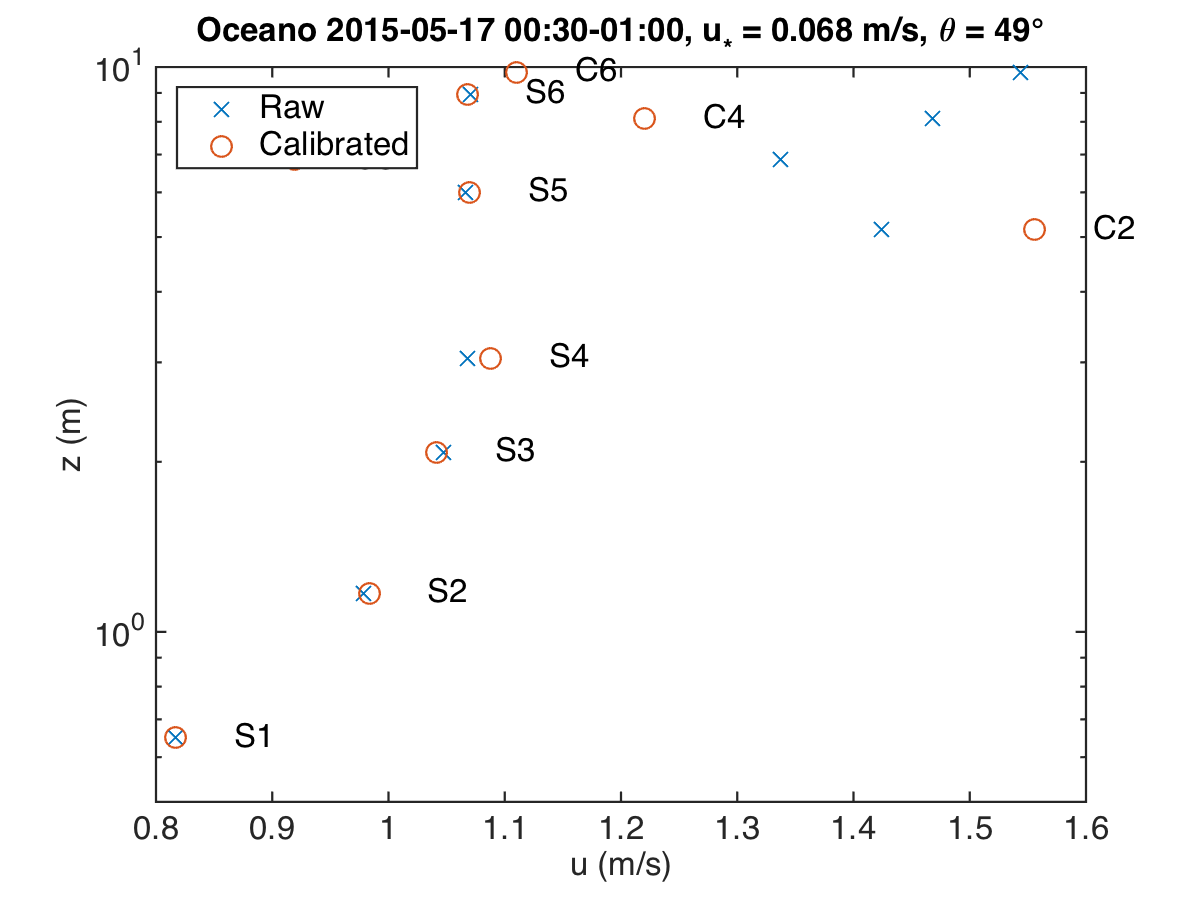 Oceano 2015-05-17 00:30-01:00, u* = 0.068 m/s, θ = 49°
10^1
C6
S6
Raw
C4
Calibrated
S5
C2
S4
z (m)
S3
S2
10^0
S1
0.8 0.9 1 1.1 1.2 1.3 1.4 1.5 1.6
u (m/s)